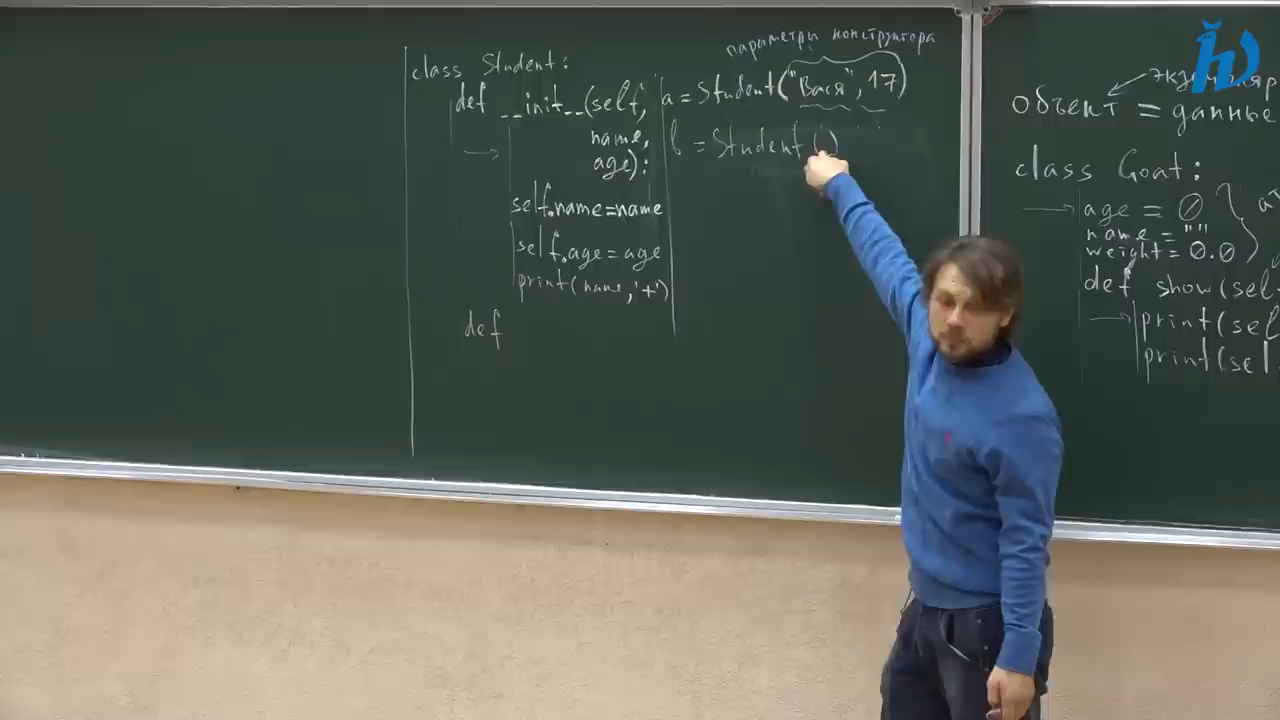 class Student:
def __init__(self,
name,
age):
self.name=name
self.age=age
print(name,'+')
def
параметры конструктора
a = Student("Вася", 17)
b = Student()
экземпляр
объект = данные
class Goat:
age = 0
name = ""
weight = 0.0
def show(sel
print(sel
print(sel